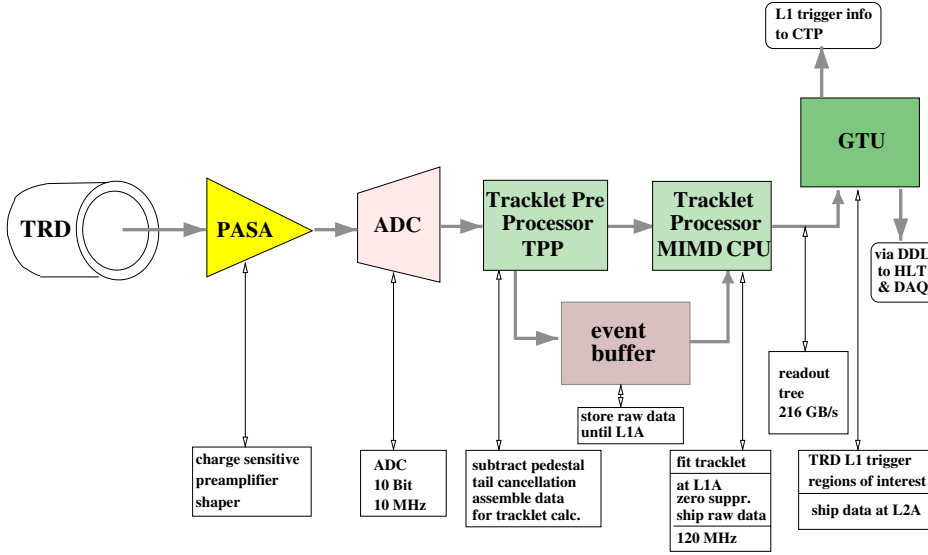 L1 trigger info
to CTP
GTU
TRD
PASA
ADC
Tracklet Pre
Processor
TPP
Tracklet
Processor
MIMD CPU
via DDL
to HLT
& DAQ
event
buffer
store raw data
until L1A
readout
tree
216 GB/s
charge sensitive
preamplifier
shaper
ADC
10 Bit
10 MHz
subtract pedestal
tail cancellation
assemble data
for tracklet calc.
fit tracklet
at L1A
zero suppr.
ship raw data
120 MHz
TRD L1 trigger
regions of interest
ship data at L2A